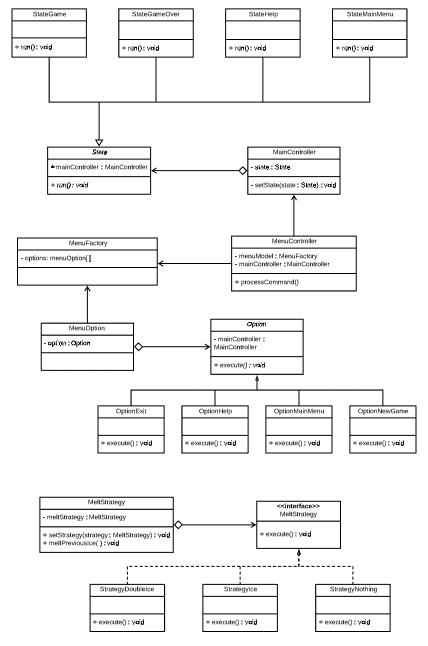 StateGame
StateGameOver
StateHelp
StateMainMenu
+ run() : void
+ run() : void
+ run() : void
+ run() : void
State
+ mainController : MainController
+ run() : void
MainController
- state : State
- setState(state : State) : void
MenuFactory
- options: menuOption[]
MenuController
- menuModel : MenuFactory
- mainController : MainController
+ processCommand()
MenuOption
- option : Option
Option
- mainController :
MainController
+ execute() : void
OptionExit
OptionHelp
OptionMainMenu
OptionNewGame
+ execute() : void
+ execute() : void
+ execute() : void
+ execute() : void
MeltStrategy
- meltStrategy : MeltStrategy
+ setStrategy(strategy: MeltStrategy) : void
+ meltPreviousIce( ) : void
<<interface>>
MeltStrategy
+ execute() : void
StrategyDoubleIce
StrategyIce
StrategyNothing
+ execute() : void
+ execute() : void
+ execute() : void